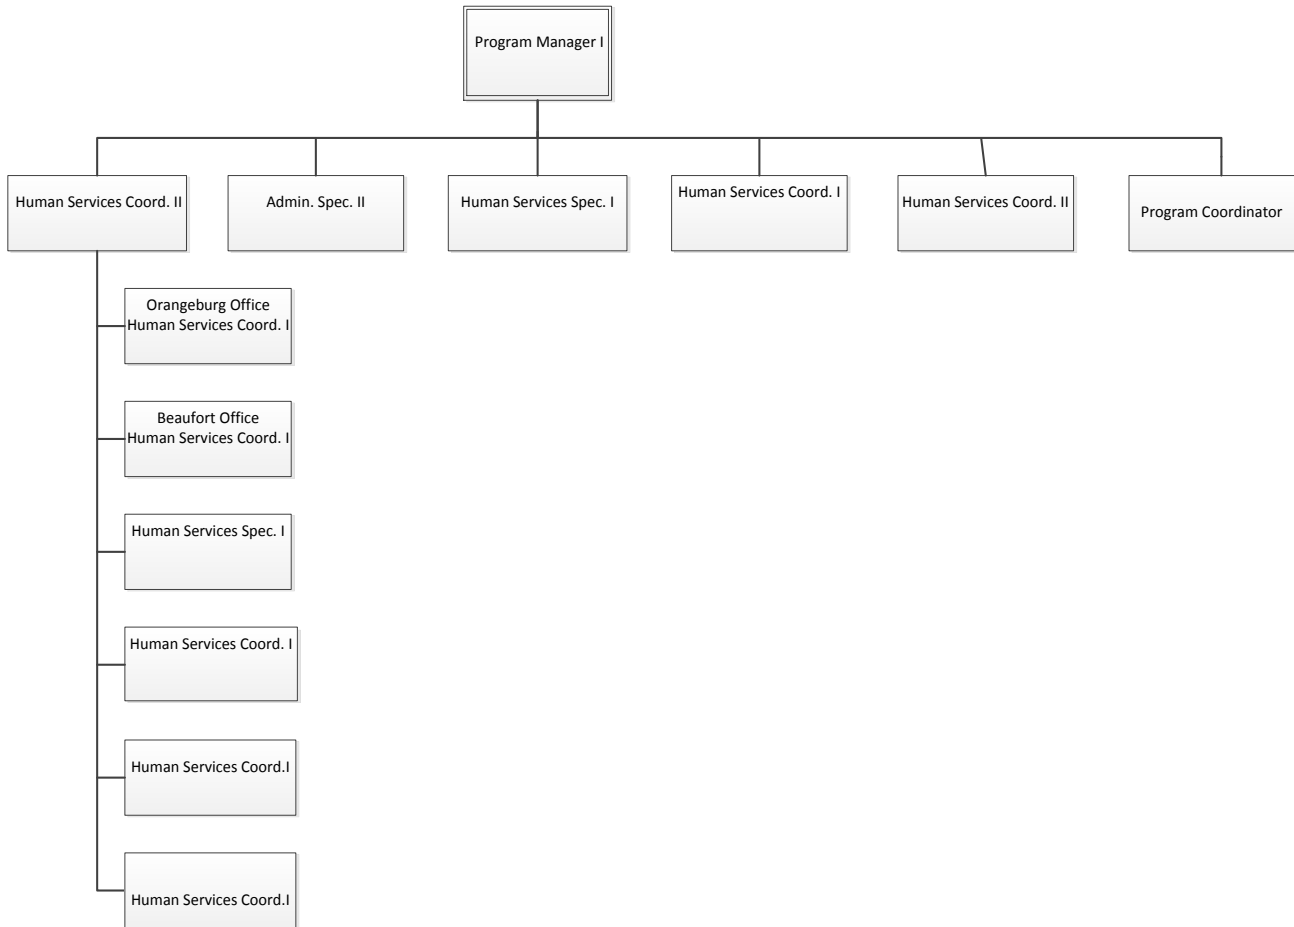 Program Manager I
Human Services Coord. II
Admin. Spec. II
Human Services Spec. I
Human Services Coord. I
Human Services Coord. II
Program Coordinator
Orangeburg Office
Human Services Coord. I
Beaufort Office
Human Services Coord. I
Human Services Spec. I
Human Services Coord. I
Human Services Coord.I
Human Services Coord.I